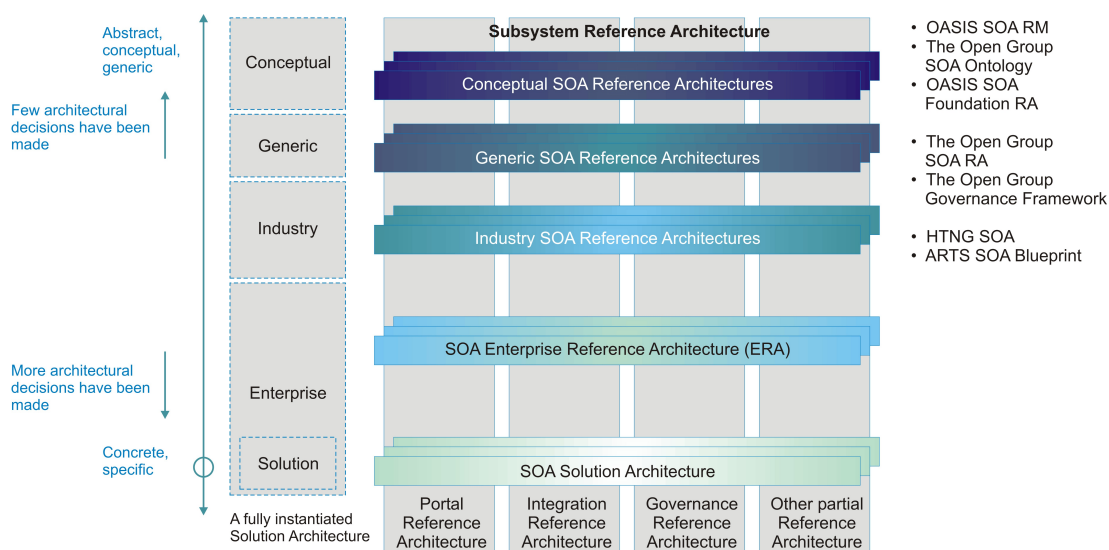 Abstract,
conceptual,
generic
Few architectural
decisions have been
made
More architectural
decisions have been
made
Concrete,
specific
Conceptual
Generic
Industry
Enterprise
Solution
A fully instantiated
Solution Architecture
Subsystem Reference Architecture
Conceptual SOA Reference Architectures
Generic SOA Reference Architectures
Industry SOA Reference Architectures
SOA Enterprise Reference Architecture (ERA)
SOA Solution Architecture
Portal
Reference
Architecture
Integration
Reference
Architecture
Governance
Reference
Architecture
Other partial
Reference
Architecture
• OASIS SOA RM
• The Open Group
SOA Ontology
• OASIS SOA
Foundation RA
• The Open Group
SOA RA
• The Open Group
Governance Framework
• HTNG SOA
• ARTS SOA Blueprint